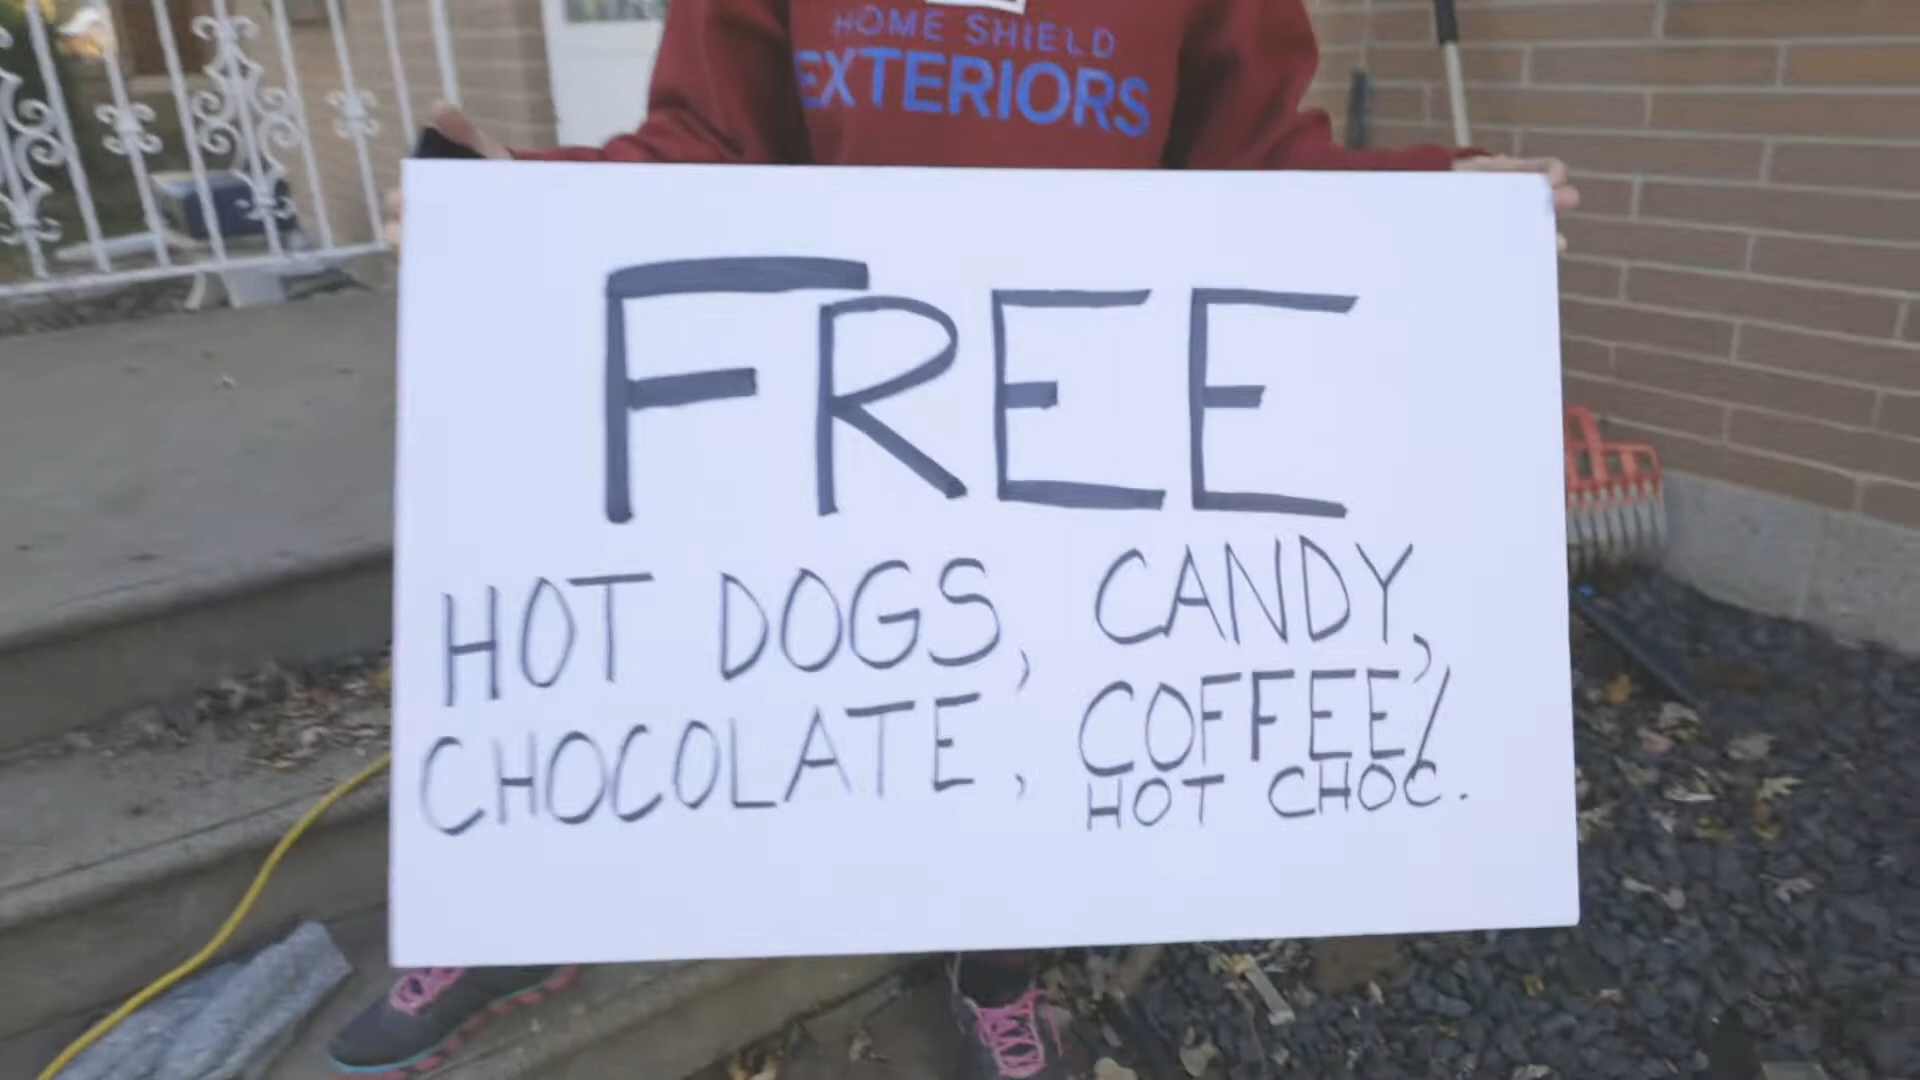 HOME SHIELD
EXTERIORS
FREE
HOT DOGS, CANDY,
CHOCOLATE, COFFEE/
HOT CHOC.